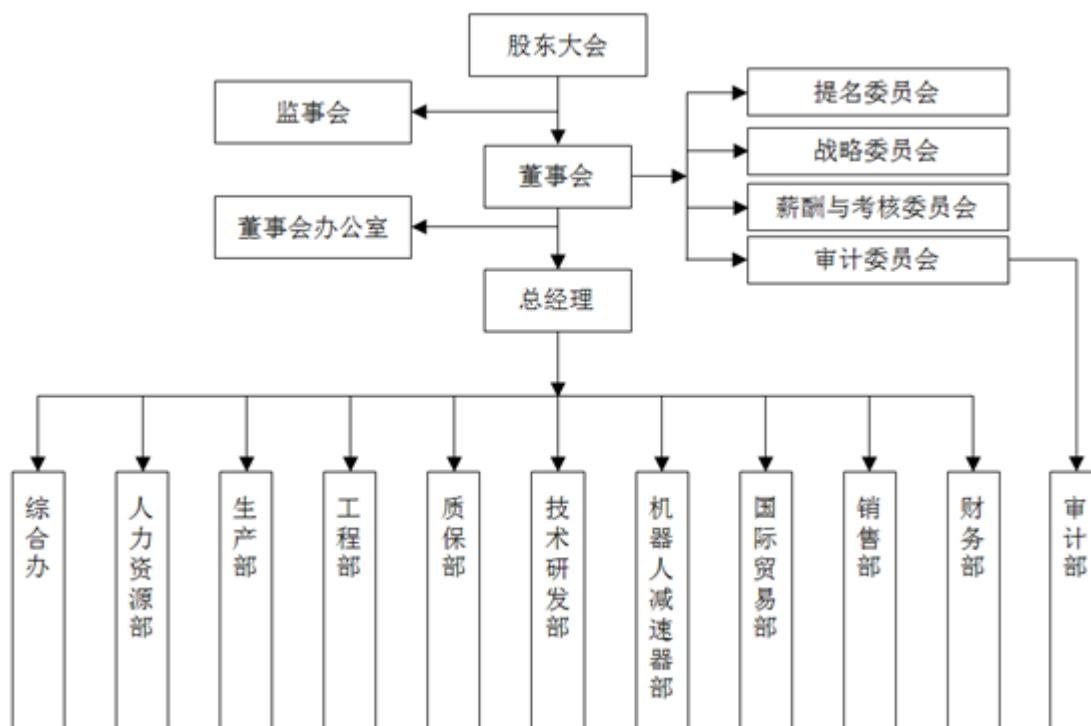 股东大会
监事会
提名委员会
战略委员会
董事会
薪酬与考核委员会
董事会办公室
审计委员会
总经理
综合办
人力资源部
生产部
工程部
质保部
技术研发部
机器人减速器部
国际贸易部
销售部
财务部
审计部